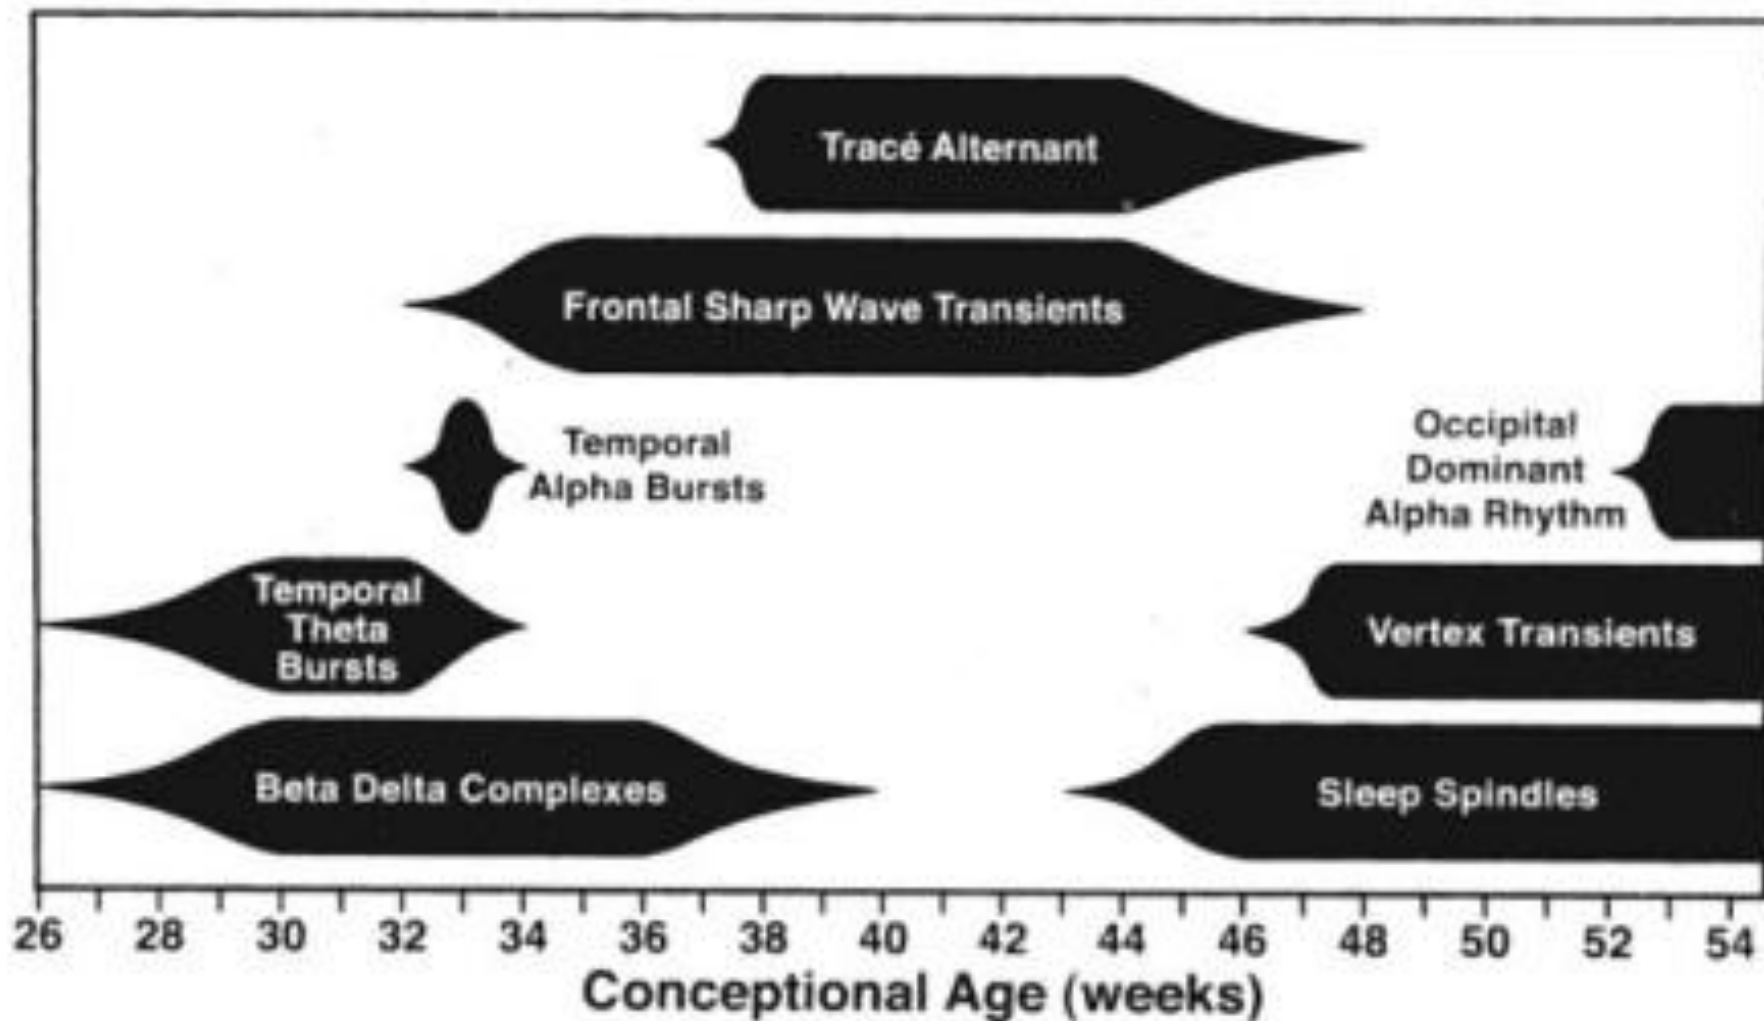 Tracé Alternant
Frontal Sharp Wave Transients
Temporal
Alpha Bursts
Occipital
Dominant
Alpha Rhythm
Temporal
Theta
Bursts
Vertex Transients
Beta Delta Complexes
Sleep Spindles
26 28 30 32 34 36 38 40 42 44 46 48 50 52 54
Conceptional Age (weeks)